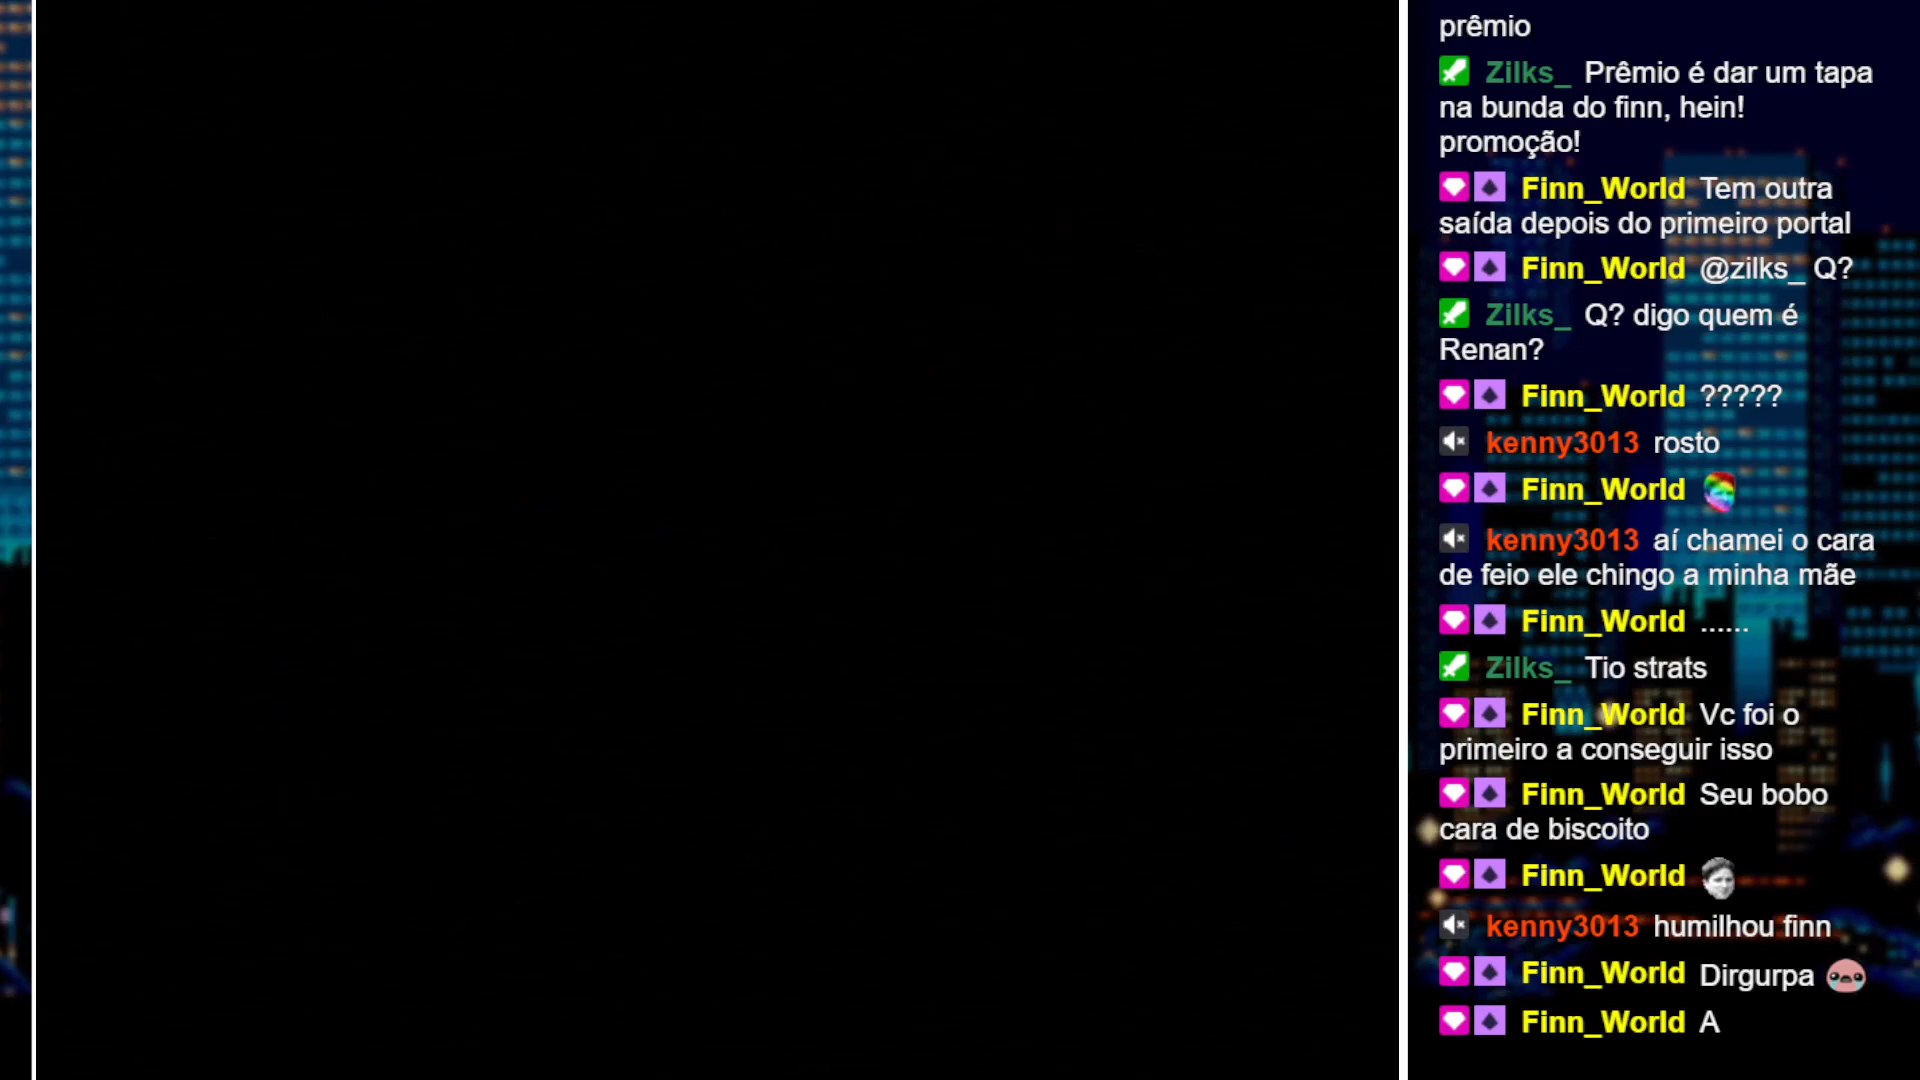 prêmio
Zilks_ Prêmio é dar um tapa
na bunda do finn, hein!
promoção!
Finn_World Tem outra
saída depois do primeiro portal
Finn_World @zilks_ Q?
Zilks_ Q? digo quem é
Renan?
Finn_World ?????
kenny3013 rosto
Finn_World
kenny3013 aí chamei o cara
de feio ele chingo a minha mãe
Finn_World ......
Zilks_ Tio strats
Finn_World Vc foi o
primeiro a conseguir isso
Finn_World Seu bobo
cara de biscoito
Finn_World
kenny3013 humilhou finn
Finn_World Dirgurpa
Finn_World A